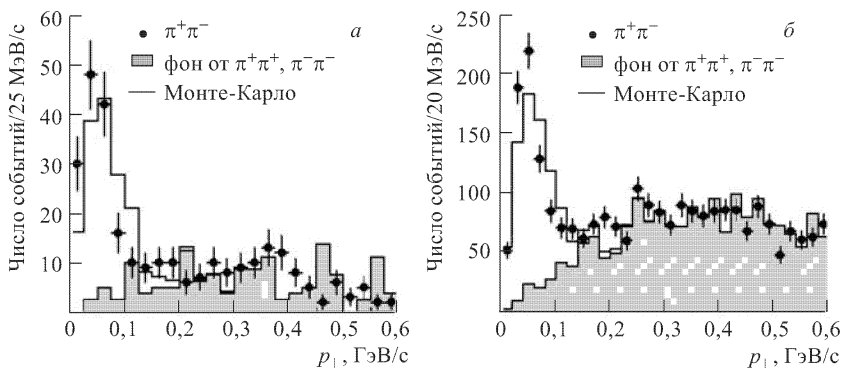 Число событий/25 МэВ/с
60
50
40
30
20
10
0
0,1
0,2
0,3
0,4
0,5
0,6
p⊥, ГэВ/с
π⁺π⁻
фон от π⁺π⁺, π⁻π⁻
Монте-Карло
а
Число событий/20 МэВ/с
250
200
150
100
50
0
0,1
0,2
0,3
0,4
0,5
0,6
p⊥, ГэВ/с
π⁺π⁻
фон от π⁺π⁺, π⁻π⁻
Монте-Карло
б